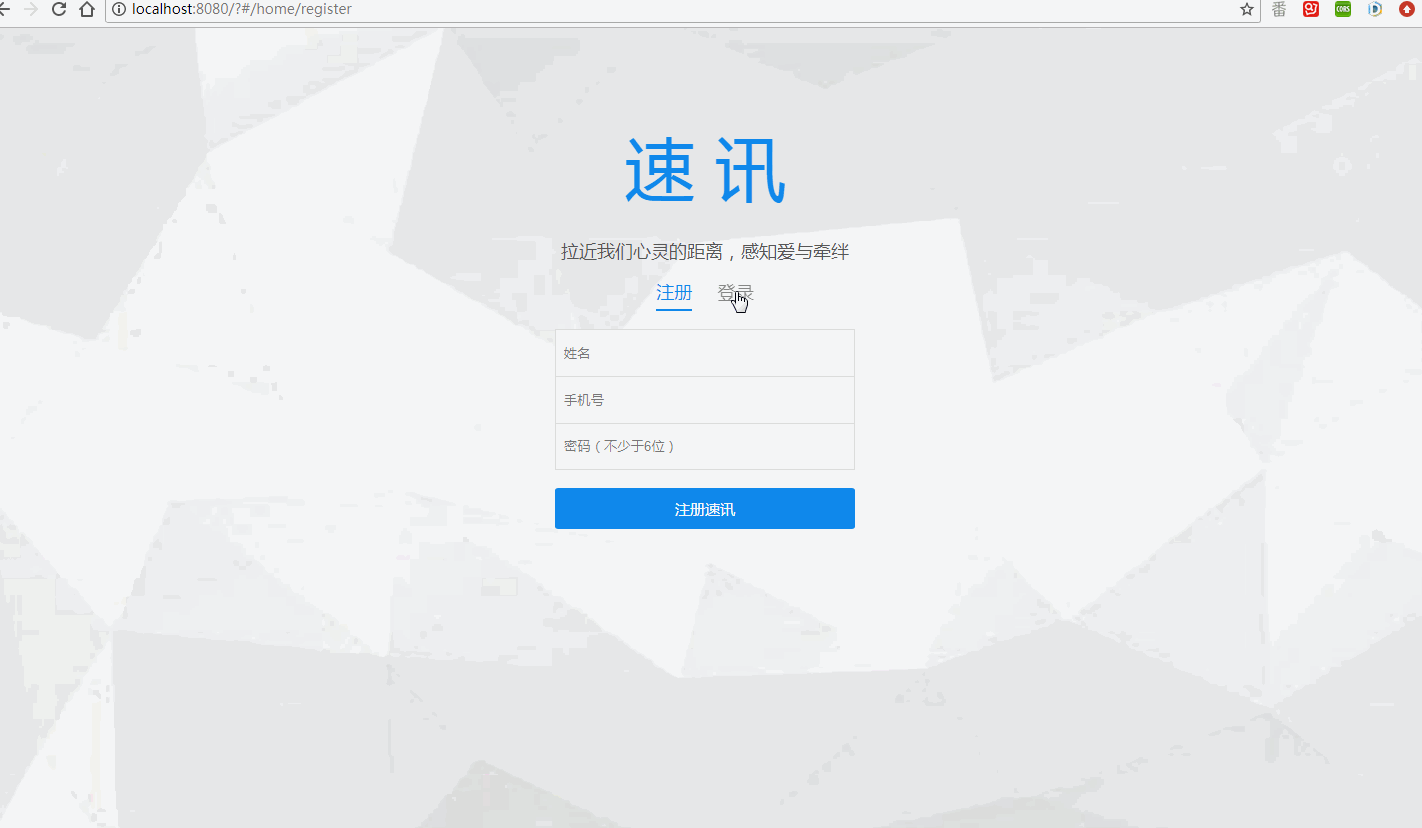 localhost:8080/?#/home/register
番
CORS
速 讯
拉近我们心灵的距离，感知爱与牵绊
注册 登录
姓名
手机号
密码（不少于6位）
注册速讯